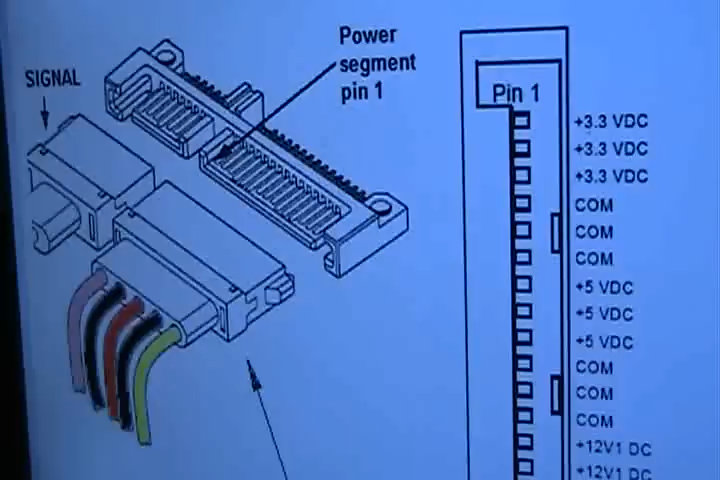 SIGNAL
Power
segment
pin 1
Pin 1
+3.3 VDC
+3.3 VDC
+3.3 VDC
COM
COM
COM
+5 VDC
+5 VDC
+5 VDC
COM
COM
COM
+12V1 DC
+12V1 DC